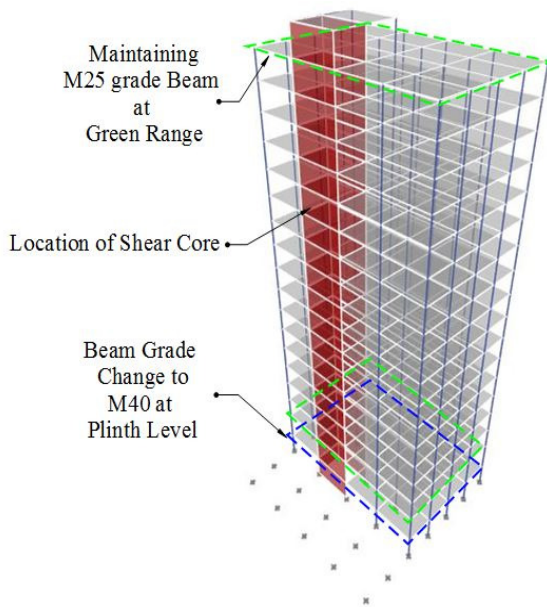 Maintaining
M25 grade Beam
at
Green Range
Location of Shear Core
Beam Grade
Change to
M40 at
Plinth Level